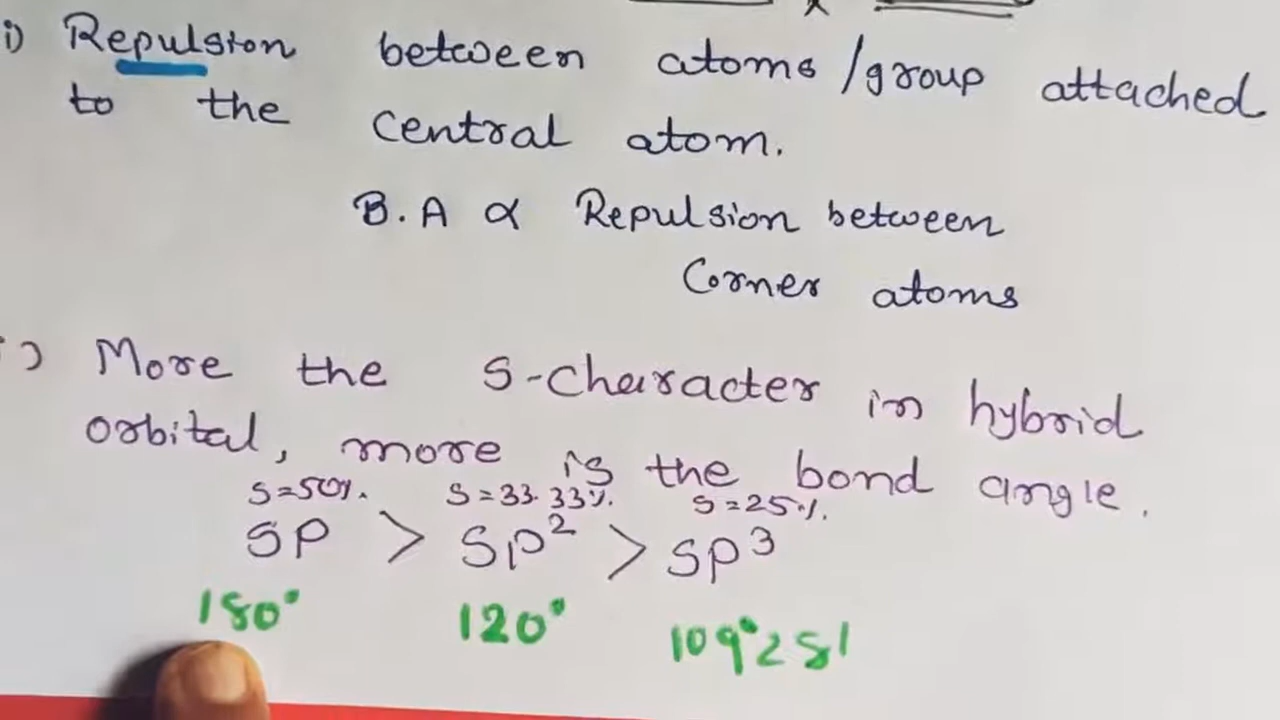 i) Repulsion between atoms/group attached
to the central atom.
B.A ∝ Repulsion between
Corner atoms
) More the S-character in hybrid
orbital, more is the bond angle.
S=50%. S=33.33%. S=25%.
SP > SP² > SP³
180° 120° 109°28'